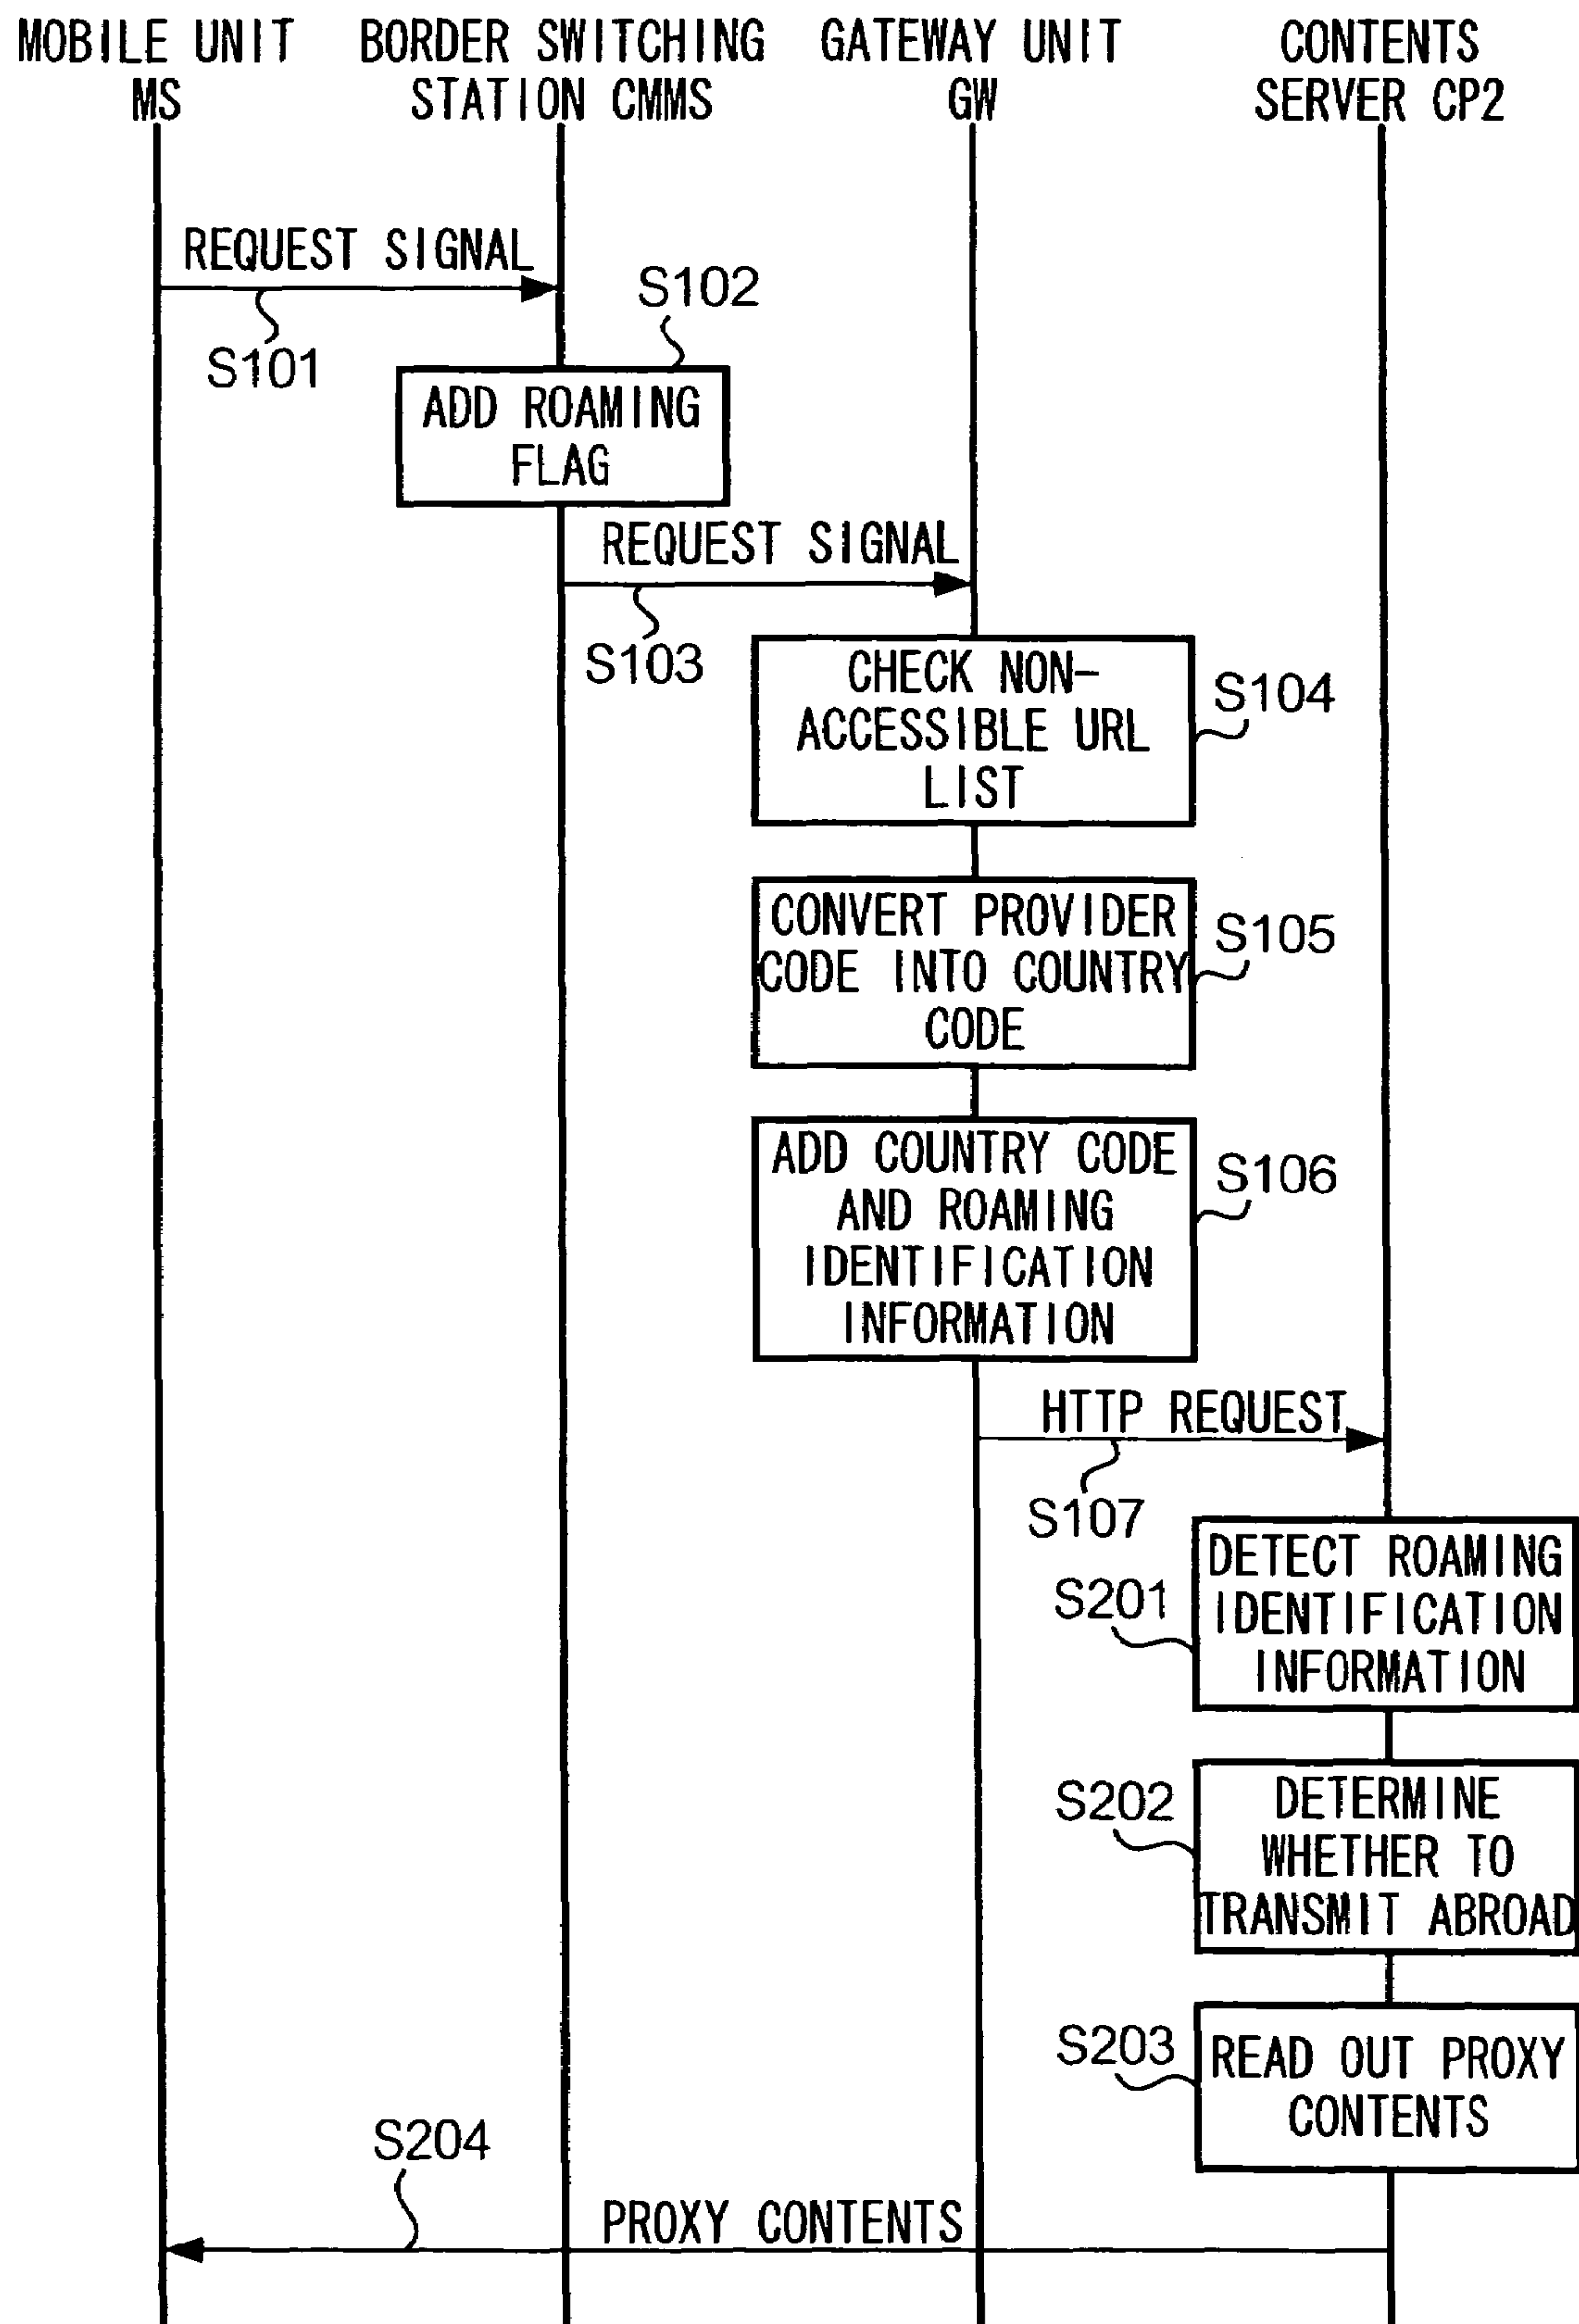 MOBILE UNIT
MS
BORDER SWITCHING
STATION CMMS
GATEWAY UNIT
GW
CONTENTS
SERVER CP2
REQUEST SIGNAL
S101
S102
ADD ROAMING
FLAG
REQUEST SIGNAL
S103
CHECK NON-
ACCESSIBLE URL
LIST
S104
CONVERT PROVIDER
CODE INTO COUNTRY
CODE
S105
ADD COUNTRY CODE
AND ROAMING
IDENTIFICATION
INFORMATION
S106
HTTP REQUEST
S107
DETECT ROAMING
IDENTIFICATION
INFORMATION
S201
DETERMINE
WHETHER TO
TRANSMIT ABROAD
S202
READ OUT PROXY
CONTENTS
S203
S204
PROXY CONTENTS